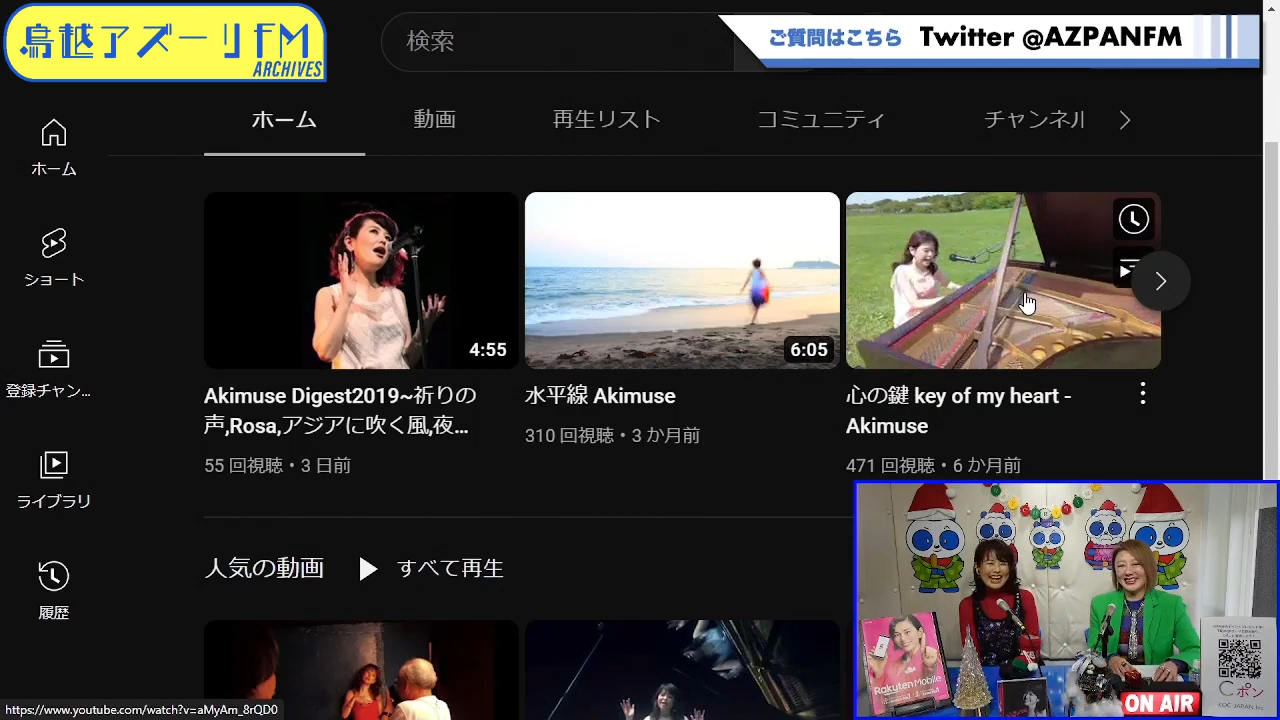 鳥越アズーリFM
ARCHIVES
検索
ご質問はこちら Twitter @AZPANFM
ホーム 動画 再生リスト コミュニティ チャンネル
ホーム
ショート
登録チャン...
ライブラリ
履歴
4:55
6:05
Akimuse Digest2019~祈りの
声,Rosa,アジアに吹く風,夜...
55 回視聴・3 日前
水平線 Akimuse
310 回視聴・3 か月前
心の鍵 key of my heart -
Akimuse
471 回視聴・6 か月前
人気の動画 すべて再生
Rakuten Mobile
Cポン
ON AIR
https://www.youtube.com/watch?v=aMyAm_8rQD0